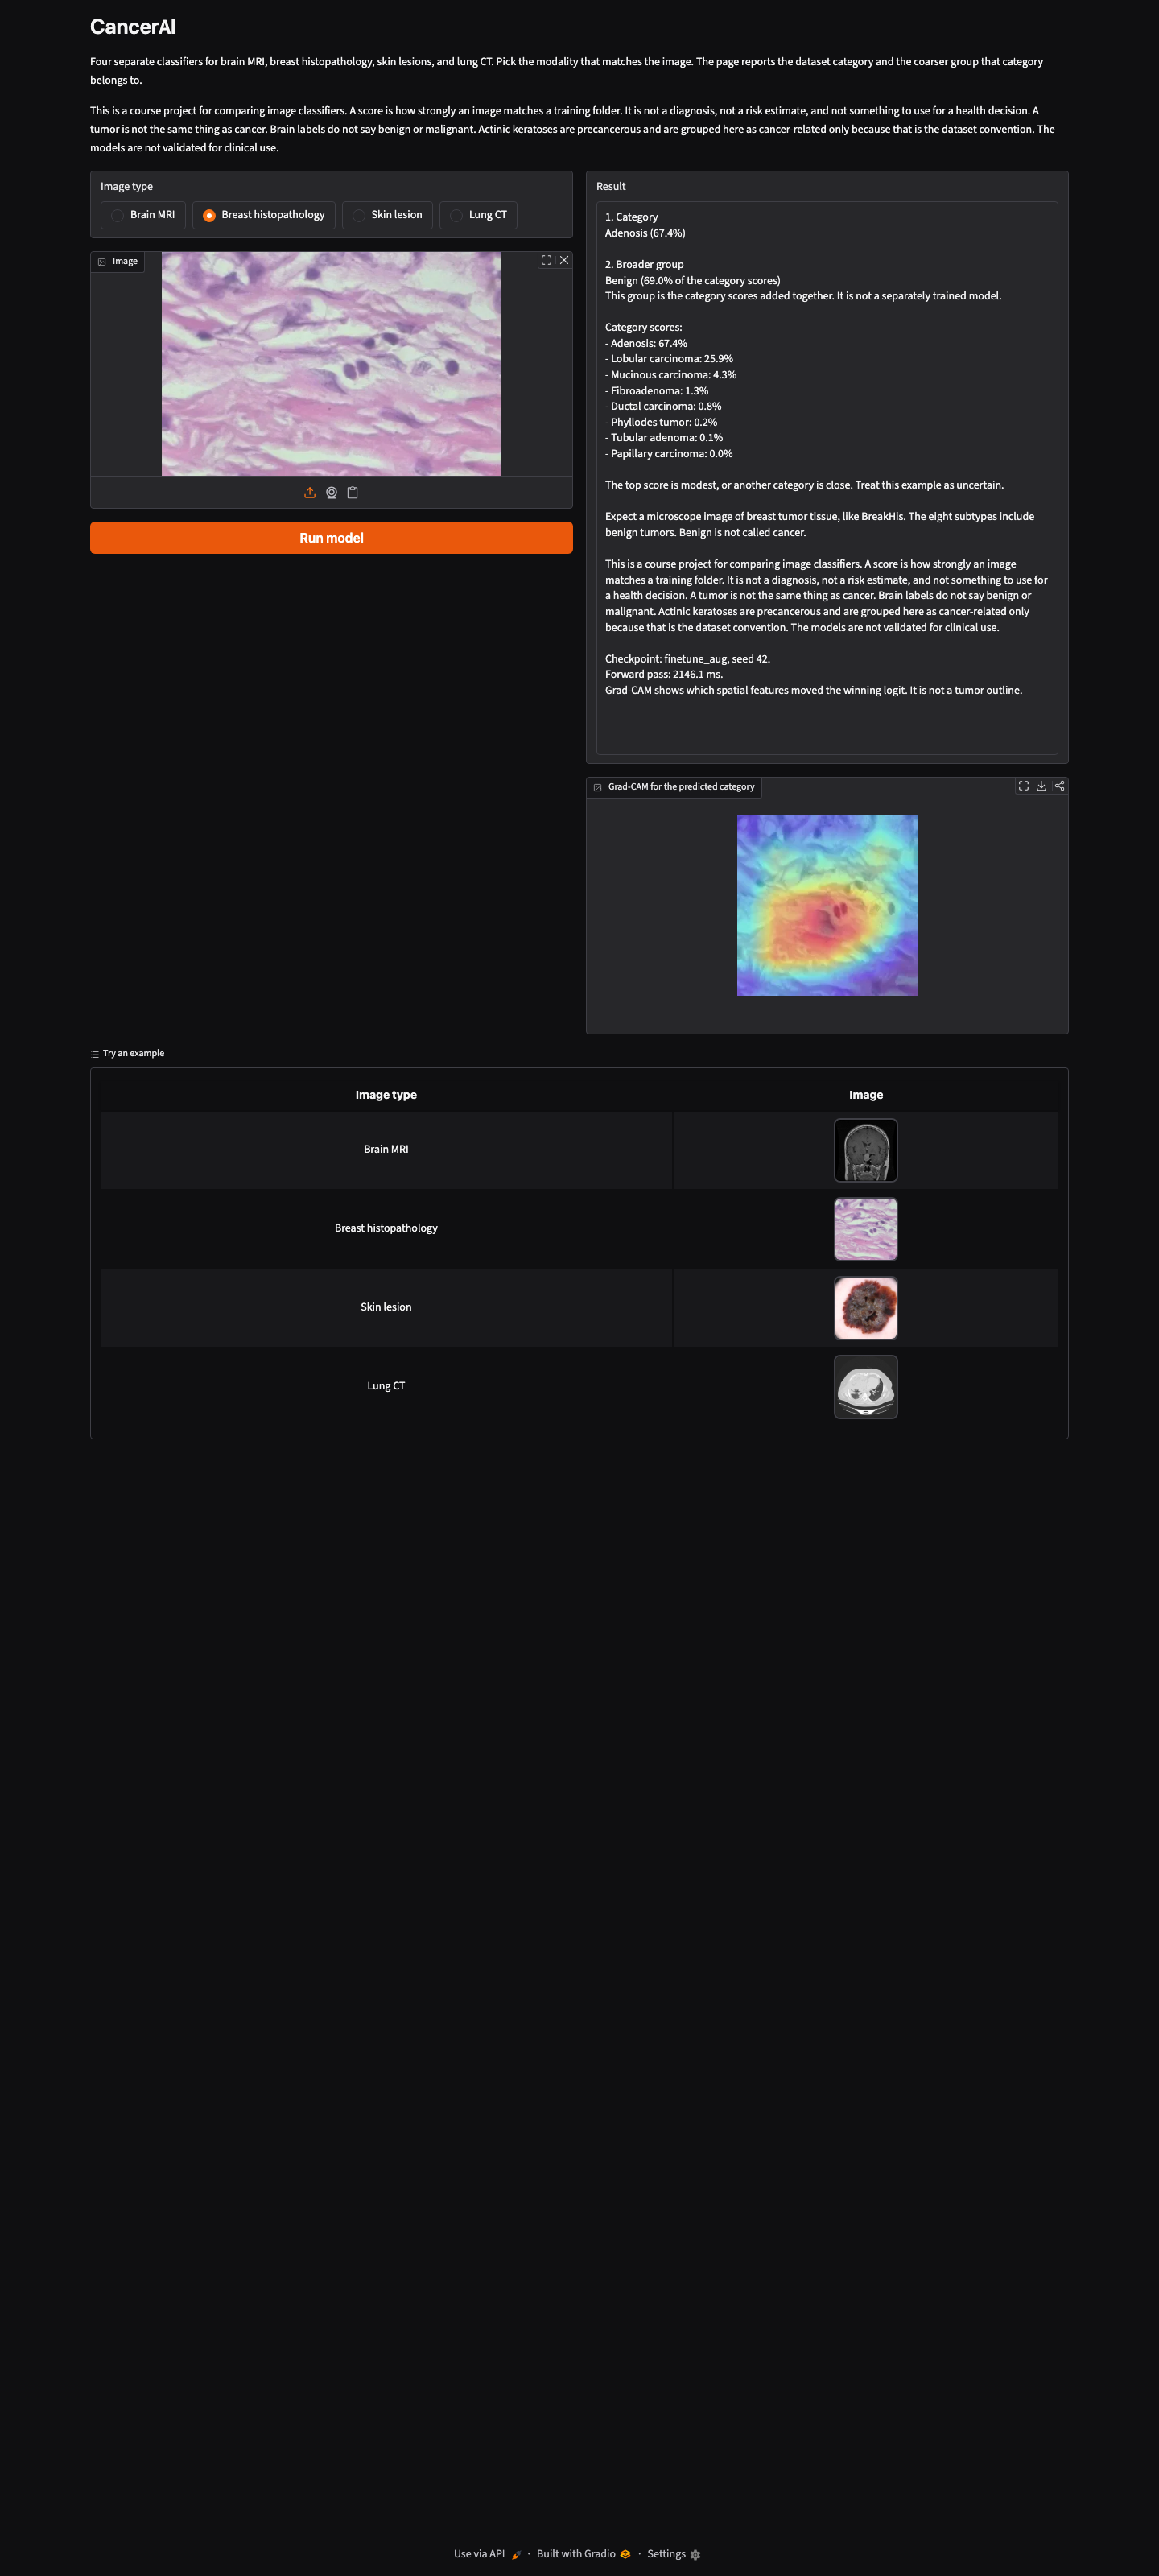 CancerAI
Four separate classifiers for brain MRI, breast histopathology, skin lesions, and lung CT. Pick the modality that matches the image. The page reports the dataset category and the coarser group that category
belongs to.
This is a course project for comparing image classifiers. A score is how strongly an image matches a training folder. It is not a diagnosis, not a risk estimate, and not something to use for a health decision. A
tumor is not the same thing as cancer. Brain labels do not say benign or malignant. Actinic keratoses are precancerous and are grouped here as cancer-related only because that is the dataset convention. The
models are not validated for clinical use.
Image type
Brain MRI
Breast histopathology
Skin lesion
Lung CT
Image
Run model
Result
1. Category
Adenosis (67.4%)
2. Broader group
Benign (69.0% of the category scores)
This group is the category scores added together. It is not a separately trained model.
Category scores:
- Adenosis: 67.4%
- Lobular carcinoma: 25.9%
- Mucinous carcinoma: 4.3%
- Fibroadenoma: 1.3%
- Ductal carcinoma: 0.8%
- Phyllodes tumor: 0.2%
- Tubular adenoma: 0.1%
- Papillary carcinoma: 0.0%
The top score is modest, or another category is close. Treat this example as uncertain.
Expect a microscope image of breast tumor tissue, like BreakHis. The eight subtypes include
benign tumors. Benign is not called cancer.
This is a course project for comparing image classifiers. A score is how strongly an image
matches a training folder. It is not a diagnosis, not a risk estimate, and not something to use for
a health decision. A tumor is not the same thing as cancer. Brain labels do not say benign or
malignant. Actinic keratoses are precancerous and are grouped here as cancer-related only
because that is the dataset convention. The models are not validated for clinical use.
Checkpoint: finetune_aug, seed 42.
Forward pass: 2146.1 ms.
Grad-CAM shows which spatial features moved the winning logit. It is not a tumor outline.
Grad-CAM for the predicted category
Try an example
Image type
Image
Brain MRI
Breast histopathology
Skin lesion
Lung CT
Use via API · Built with Gradio · Settings